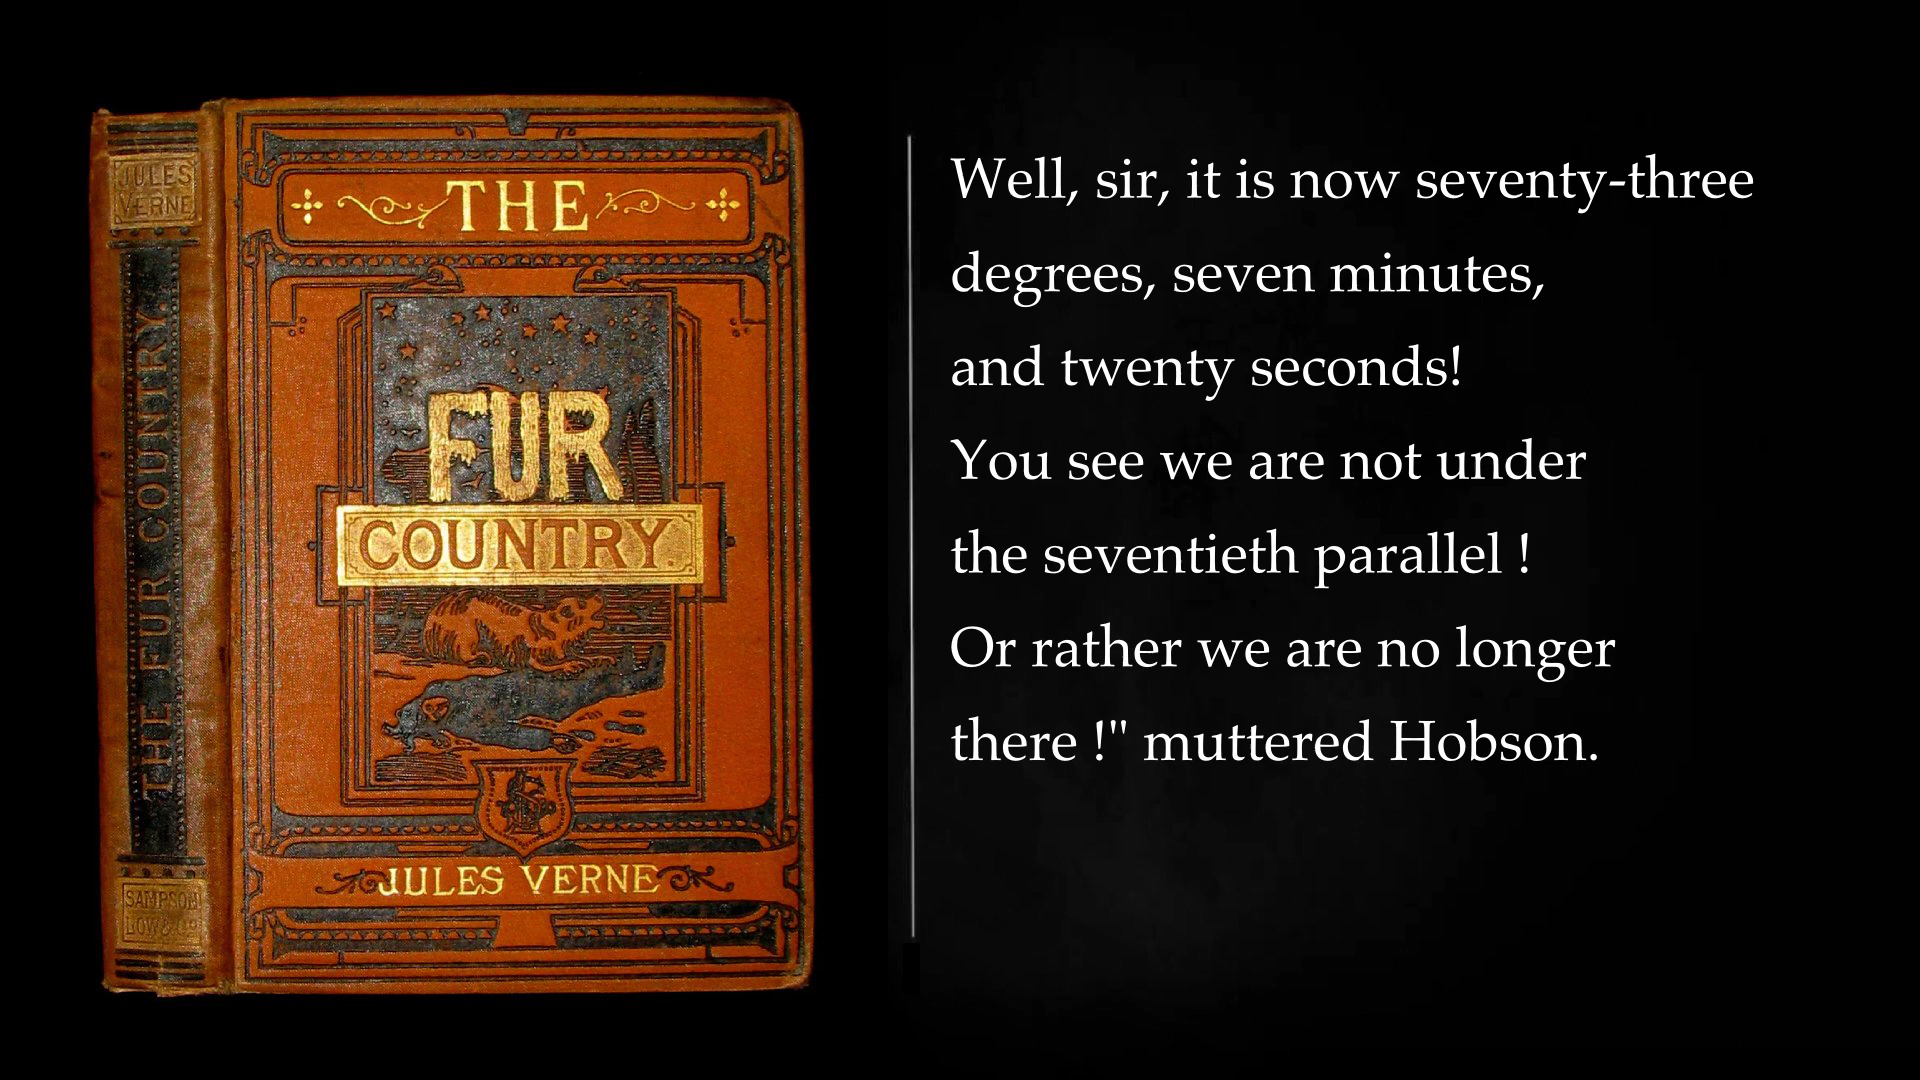 JULES
VERNE
THE FUR COUNTRY.
SAMPSON
LOW & CO
THE
FUR
COUNTRY.
JULES VERNE
Well, sir, it is now seventy-three
degrees, seven minutes,
and twenty seconds!
You see we are not under
the seventieth parallel !
Or rather we are no longer
there !" muttered Hobson.